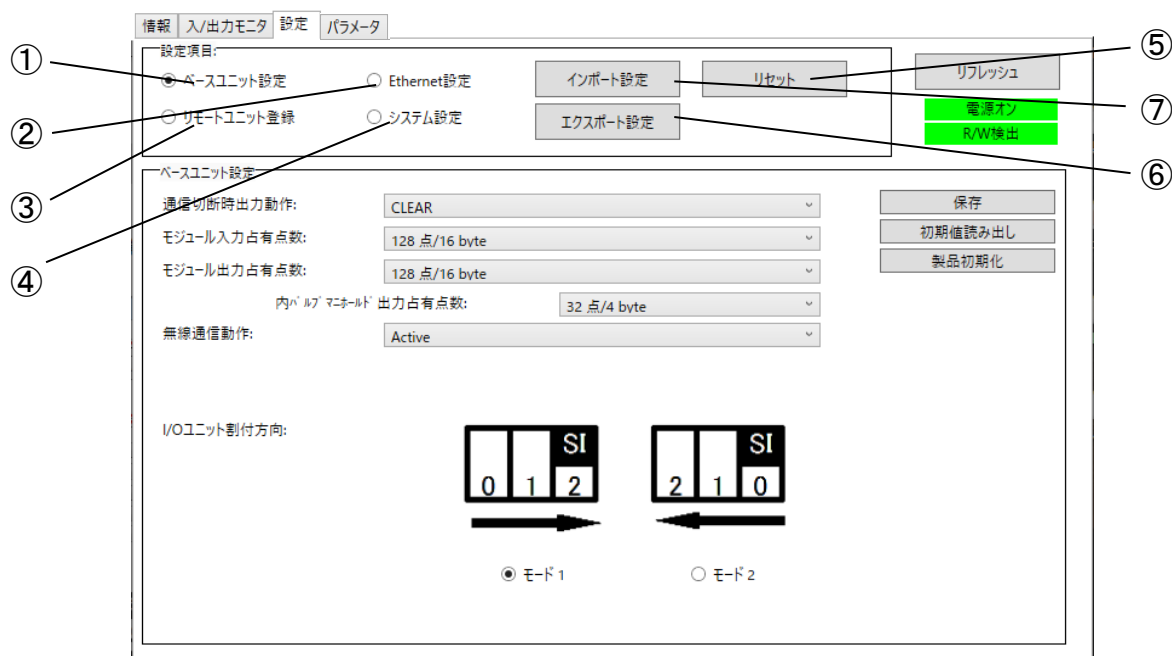 情報 入/出力モニタ 設定 パラメータ
設定項目:
① ベースユニット設定 Ethernet設定 インポート設定 リセット ⑤ リフレッシュ
② リモートユニット登録 システム設定 エクスポート設定 電源オン ⑦
R/W検出
⑥
ベースユニット設定
③ 通信切断時出力動作: CLEAR 保存
モジュール入力占有点数: 128 点/16 byte 初期値読み出し
④ モジュール出力占有点数: 128 点/16 byte 製品初期化
内バルブマニホールド出力占有点数: 32 点/4 byte
無線通信動作: Active
I/Oユニット割付方向:
SI SI
0 1 2 2 1 0
モード 1 モード 2